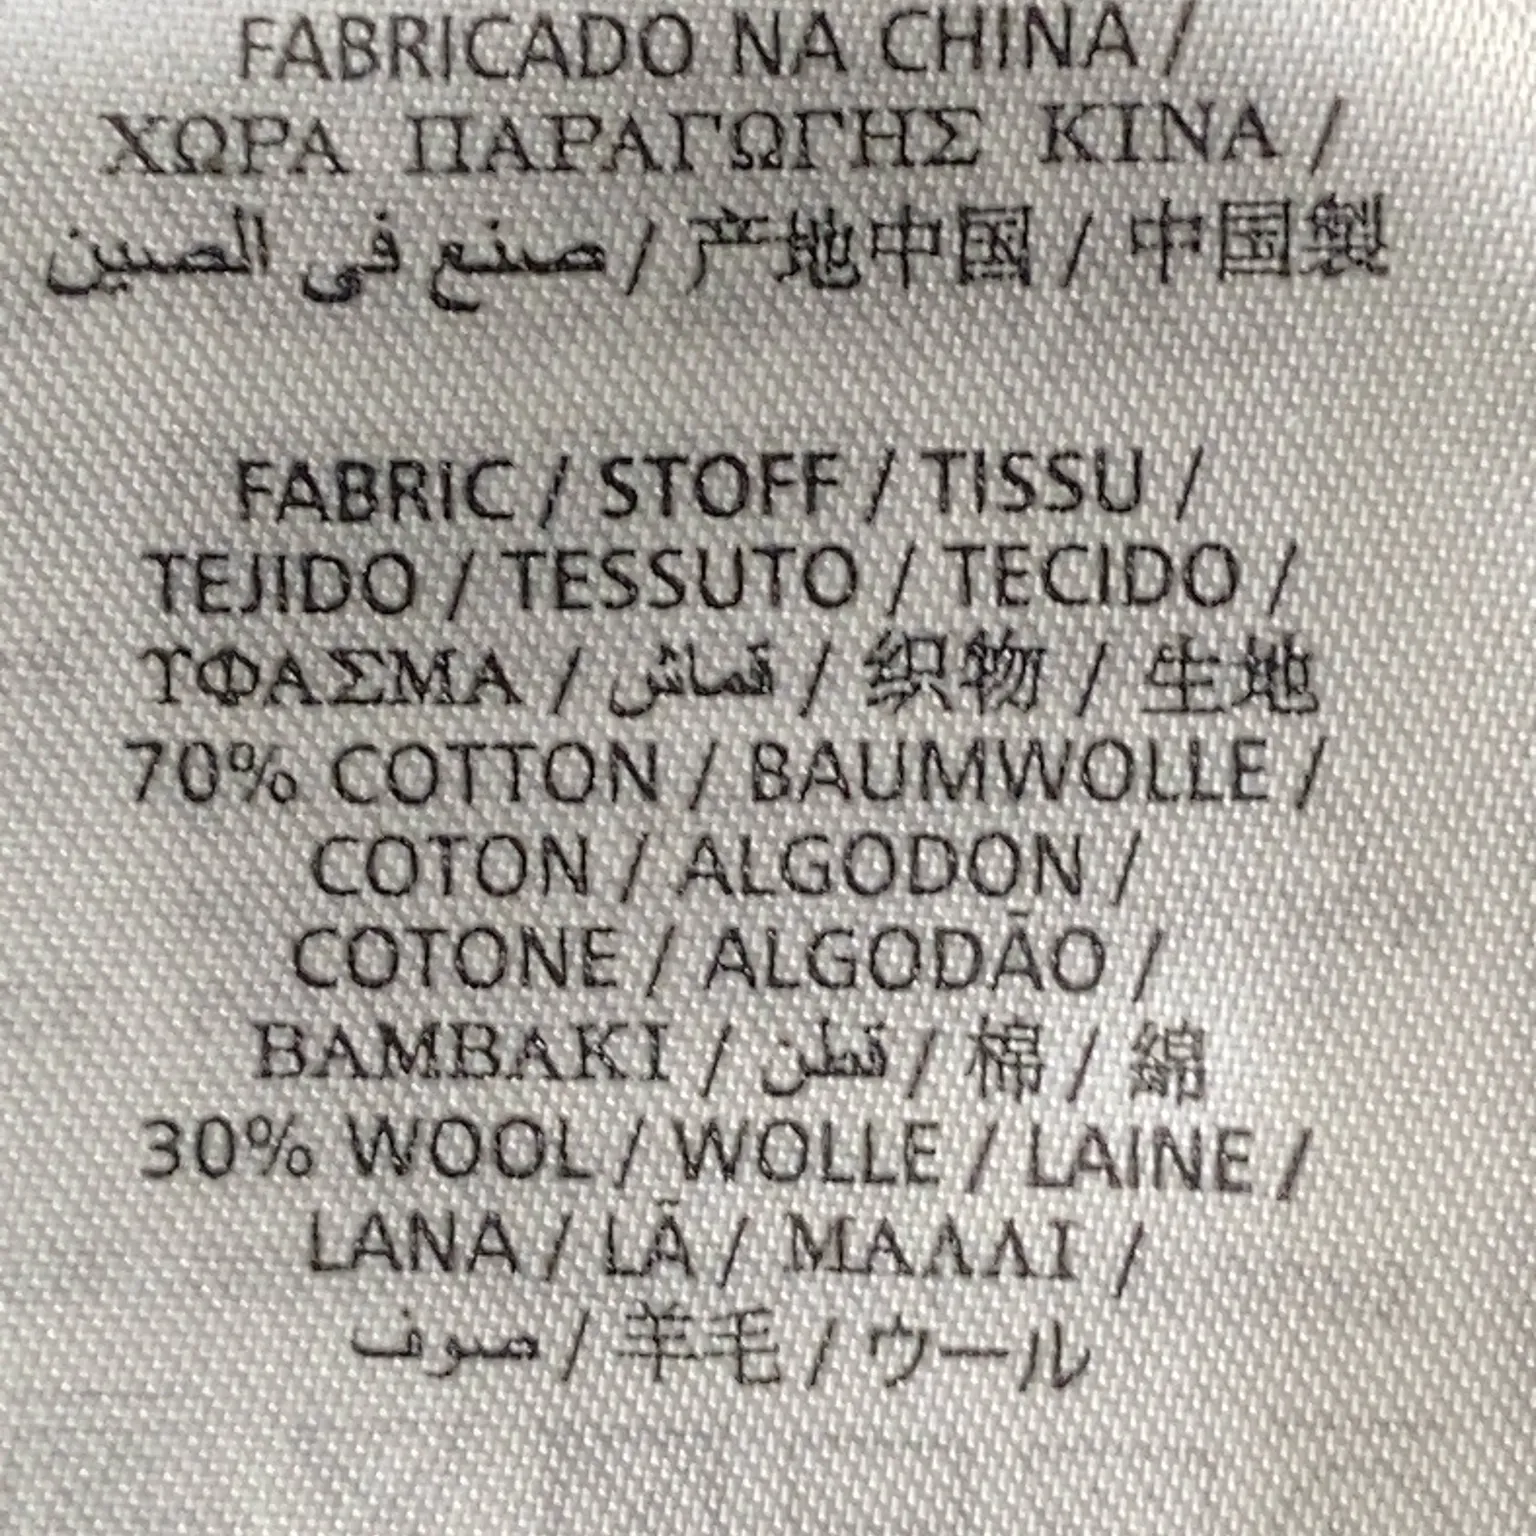 FABRICADO NA CHINA /
ΧΩΡΑ ΠΑΡΑΓΩΓΗΣ ΚΙΝΑ /
صنع في الصين / 产地中国 / 中国製
FABRIC / STOFF / TISSU /
TEJIDO / TESSUTO / TECIDO /
ΥΦΑΣΜΑ / قماش / 织物 / 生地
70% COTTON / BAUMWOLLE /
COTON / ALGODON /
COTONE / ALGODÃO /
ΒΑΜΒΑΚΙ / قطن / 棉 / 綿
30% WOOL / WOLLE / LAINE /
LANA / LÃ / ΜΑΛΛΙ /
صوف / 羊毛 / ウール